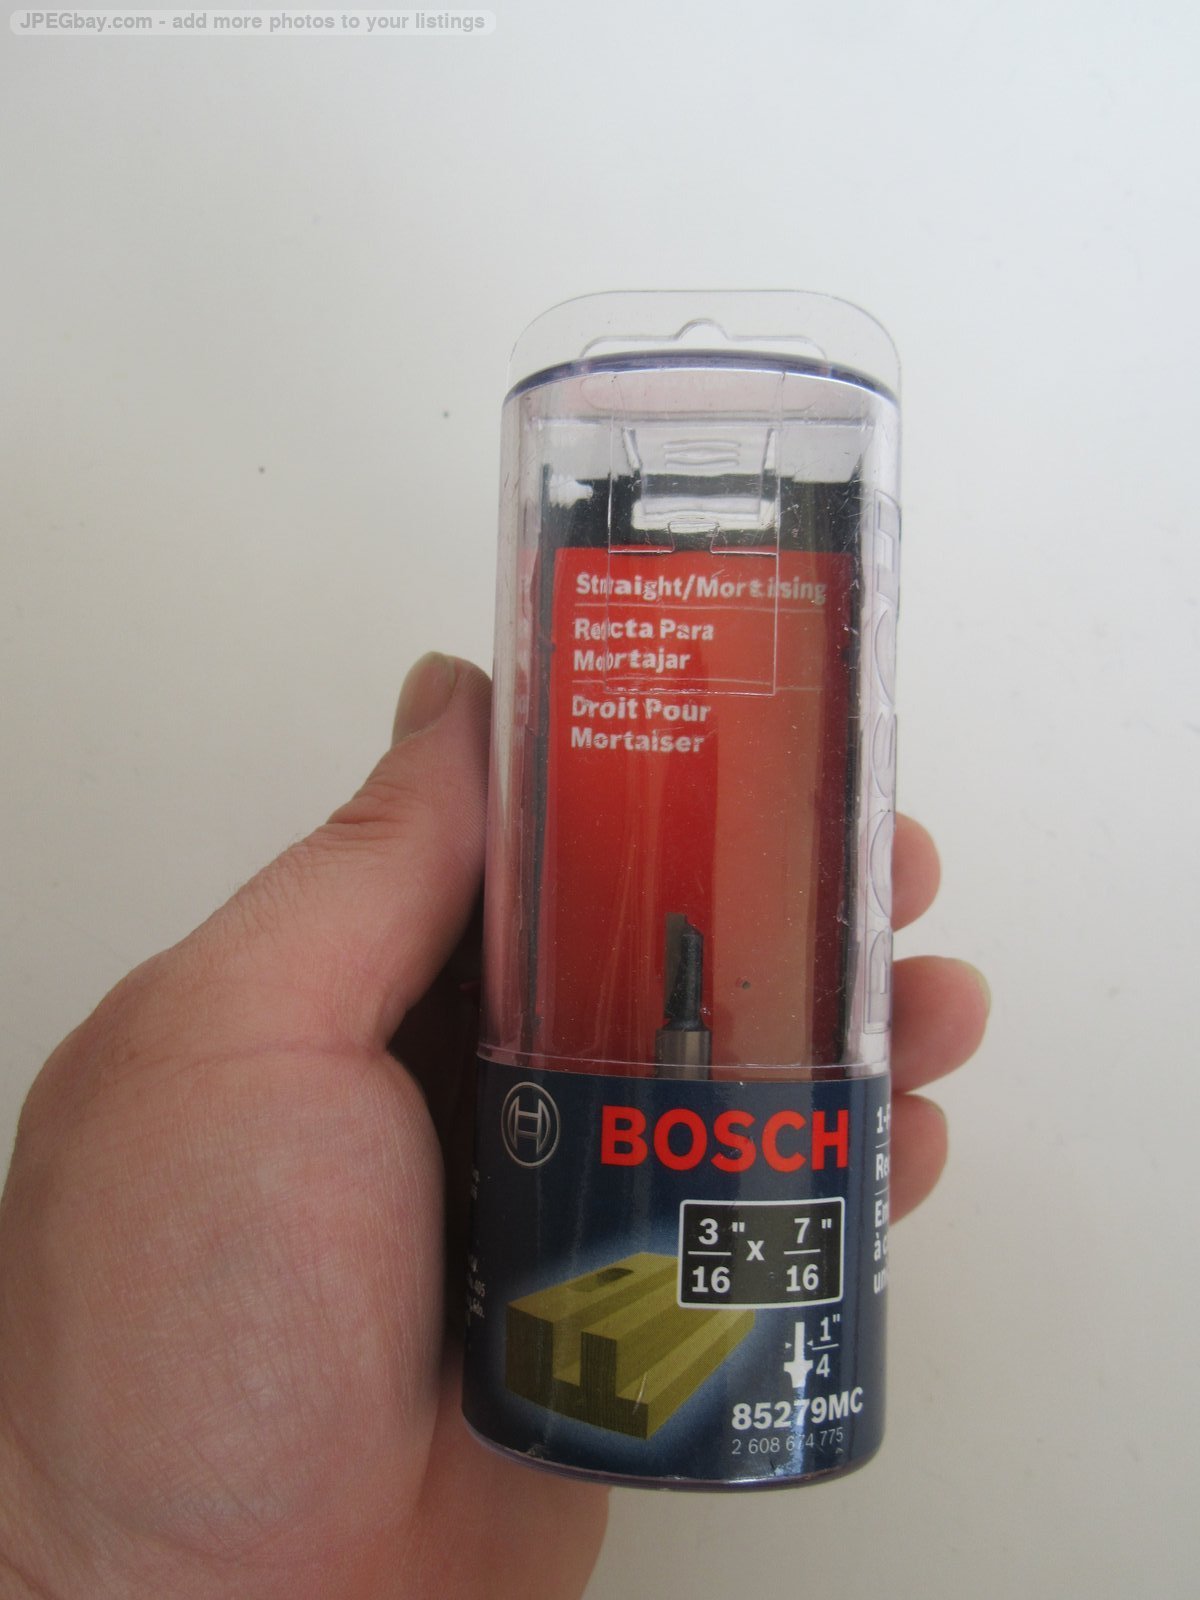 JPEGbay.com - add more photos to your listings
Straight/Mortising
Recta Para
Mortajar
Droit Pour
Mortaiser
BOSCH
BOSCH
3/16" x 7/16"
1/4"
85279MC
2 608 674 775